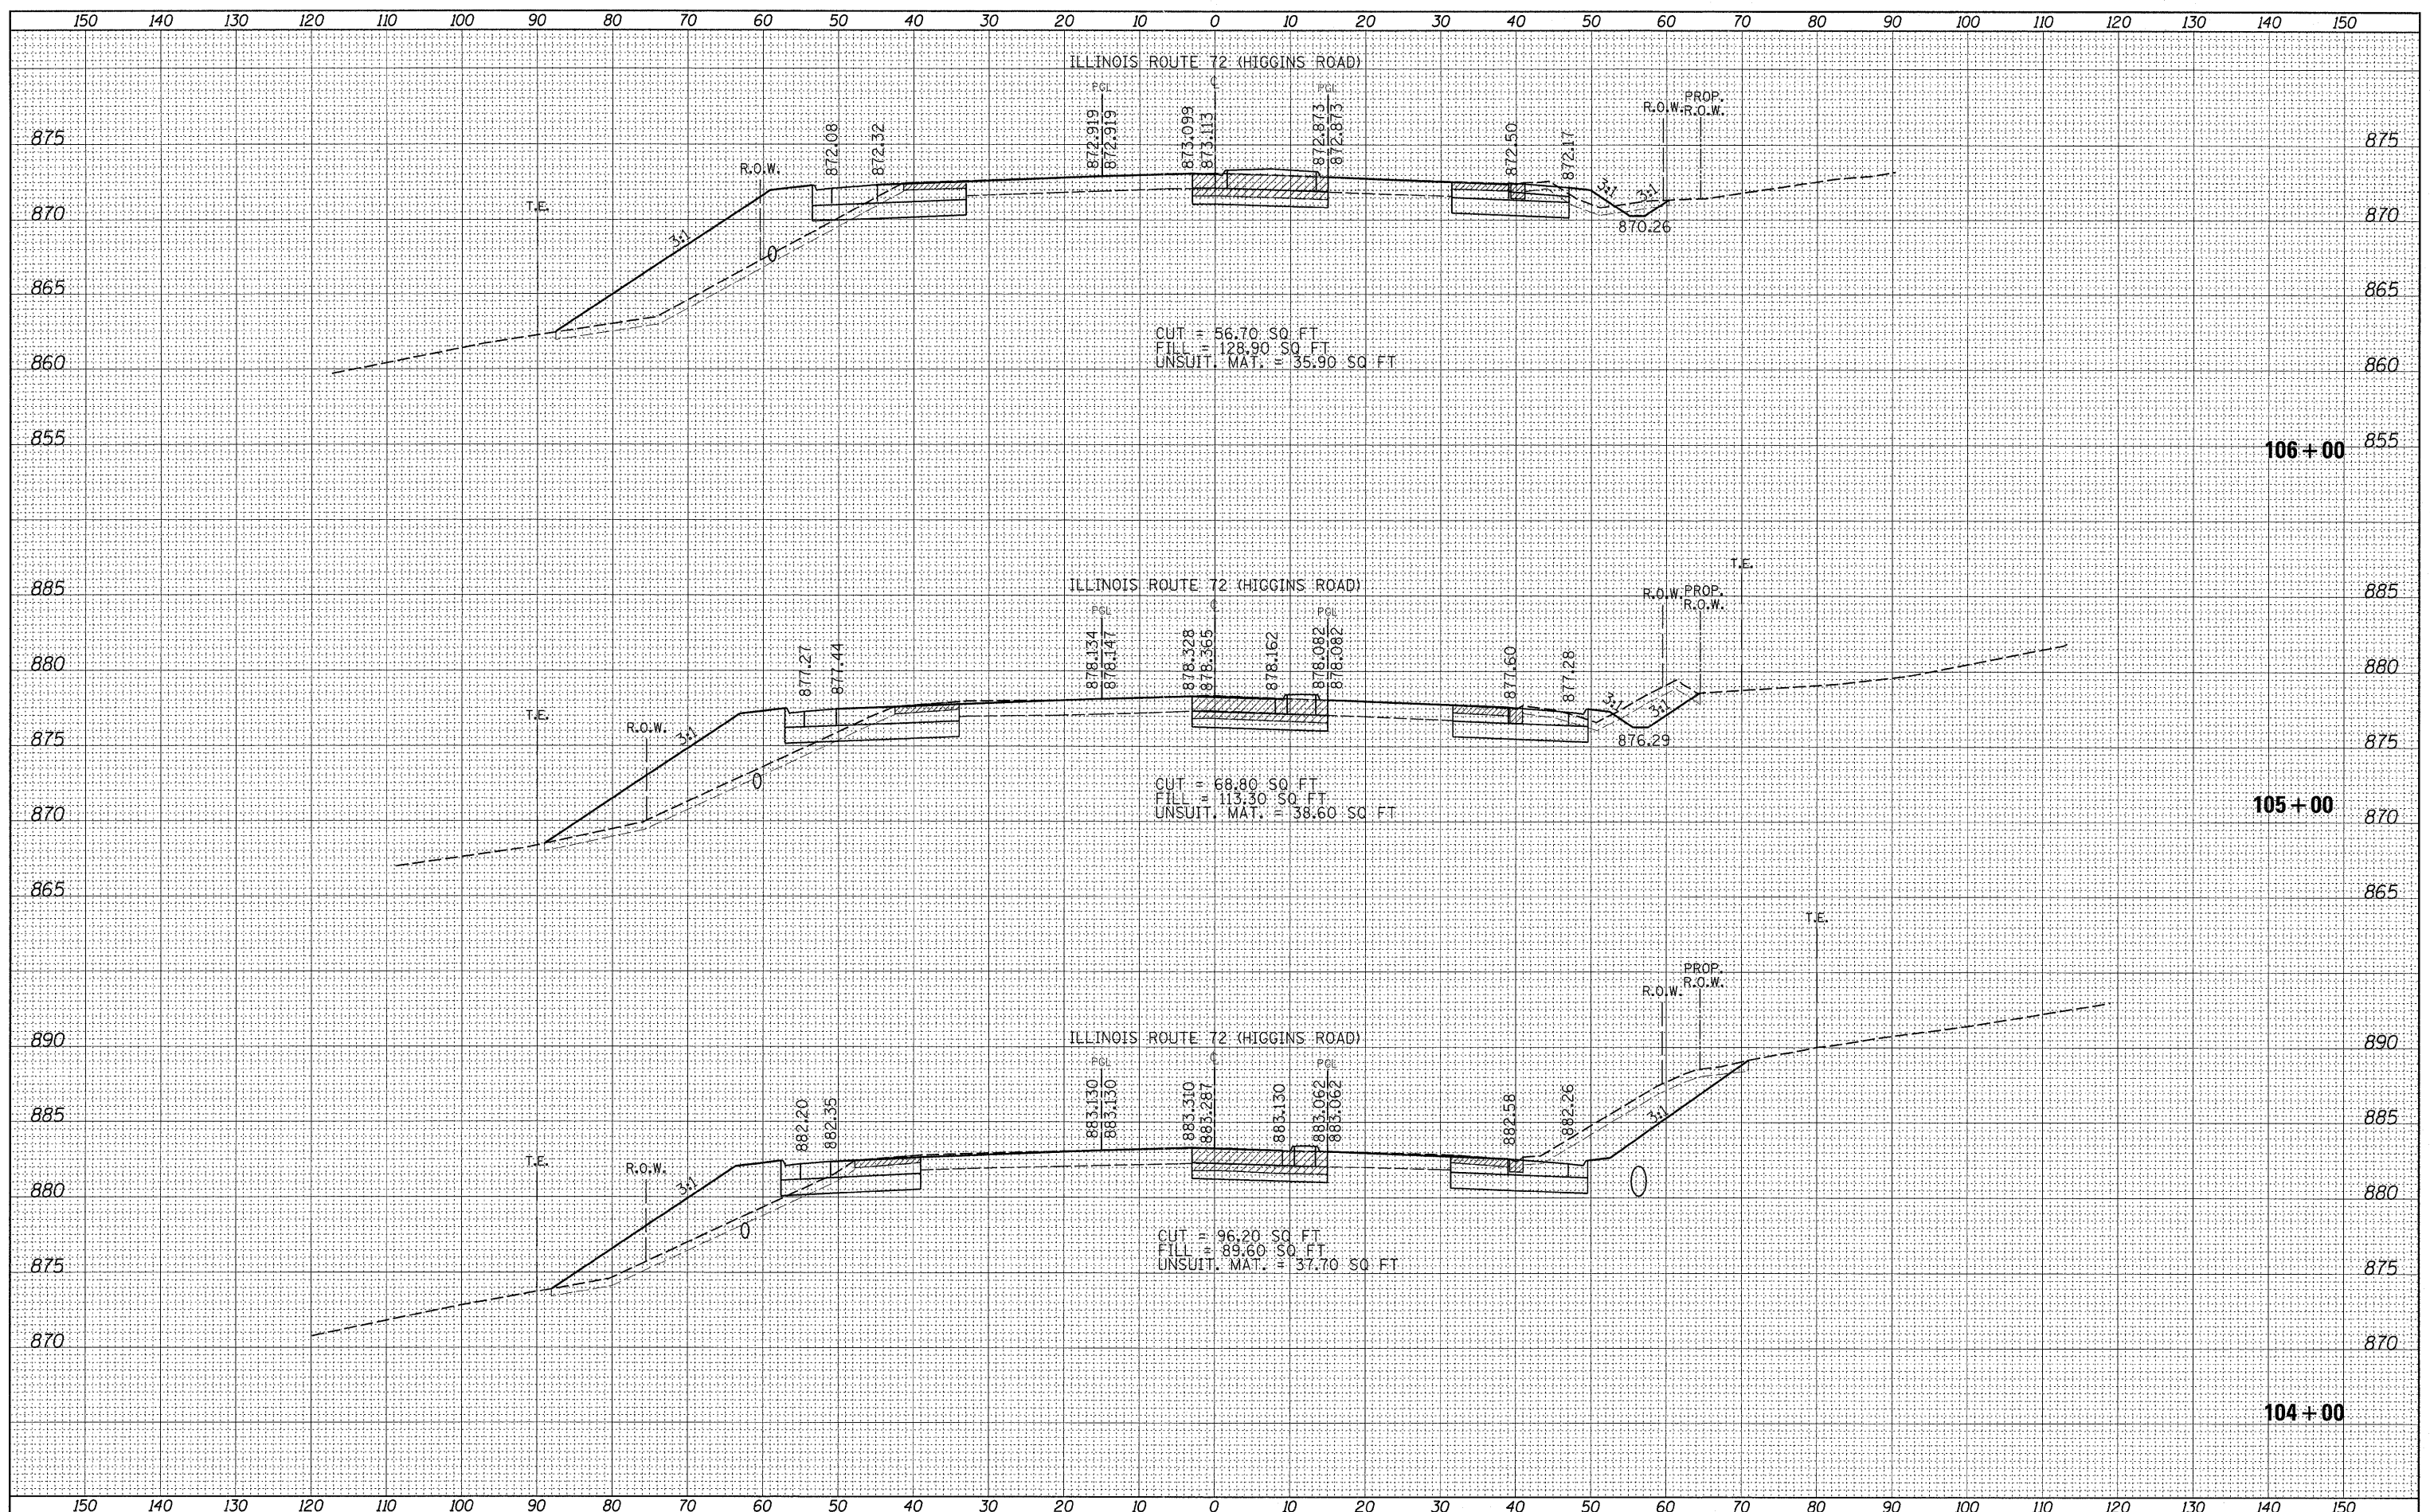 150 140 130 120 110 100 90 80 70 60 50 40 30 20 10 0 10 20 30 40 50 60 70 80 90 100 110 120 130 140 150
ILLINOIS ROUTE 72 (HIGGINS ROAD)
PGL ℄ PGL
PROP.
R.O.W. R.O.W.
875 872.08 872.32 872.919 872.919 873.099 873.113 872.873 872.873 872.50 872.17 875
R.O.W.
T.E.
3:1 3:1
870 870
870.26
3:1
865 865
CUT = 56.70 SQ FT
FILL = 128.90 SQ FT
UNSUIT. MAT. = 35.90 SQ FT
860 860
855 855
106+00
T.E.
ILLINOIS ROUTE 72 (HIGGINS ROAD)
885 885
R.O.W. PROP.
R.O.W.
PGL ℄ PGL
880 877.27 877.44 878.134 878.147 878.328 878.365 878.162 878.082 878.082 877.60 877.28 880
T.E.
R.O.W.
3:1 3:1 3:1
875 876.29 875
CUT = 68.80 SQ FT
FILL = 113.30 SQ FT
UNSUIT. MAT. = 38.60 SQ FT
105+00
870 870
865 865
T.E.
PROP.
R.O.W. R.O.W.
ILLINOIS ROUTE 72 (HIGGINS ROAD)
890 890
PGL ℄ PGL
885 882.20 882.35 883.130 883.130 883.310 883.287 883.130 883.062 883.062 882.58 882.26 885
3:1
T.E.
R.O.W.
3:1
880 880
CUT = 96.20 SQ FT
FILL = 89.60 SQ FT
UNSUIT. MAT. = 37.70 SQ FT
875 875
870 870
104+00
150 140 130 120 110 100 90 80 70 60 50 40 30 20 10 0 10 20 30 40 50 60 70 80 90 100 110 120 130 140 150